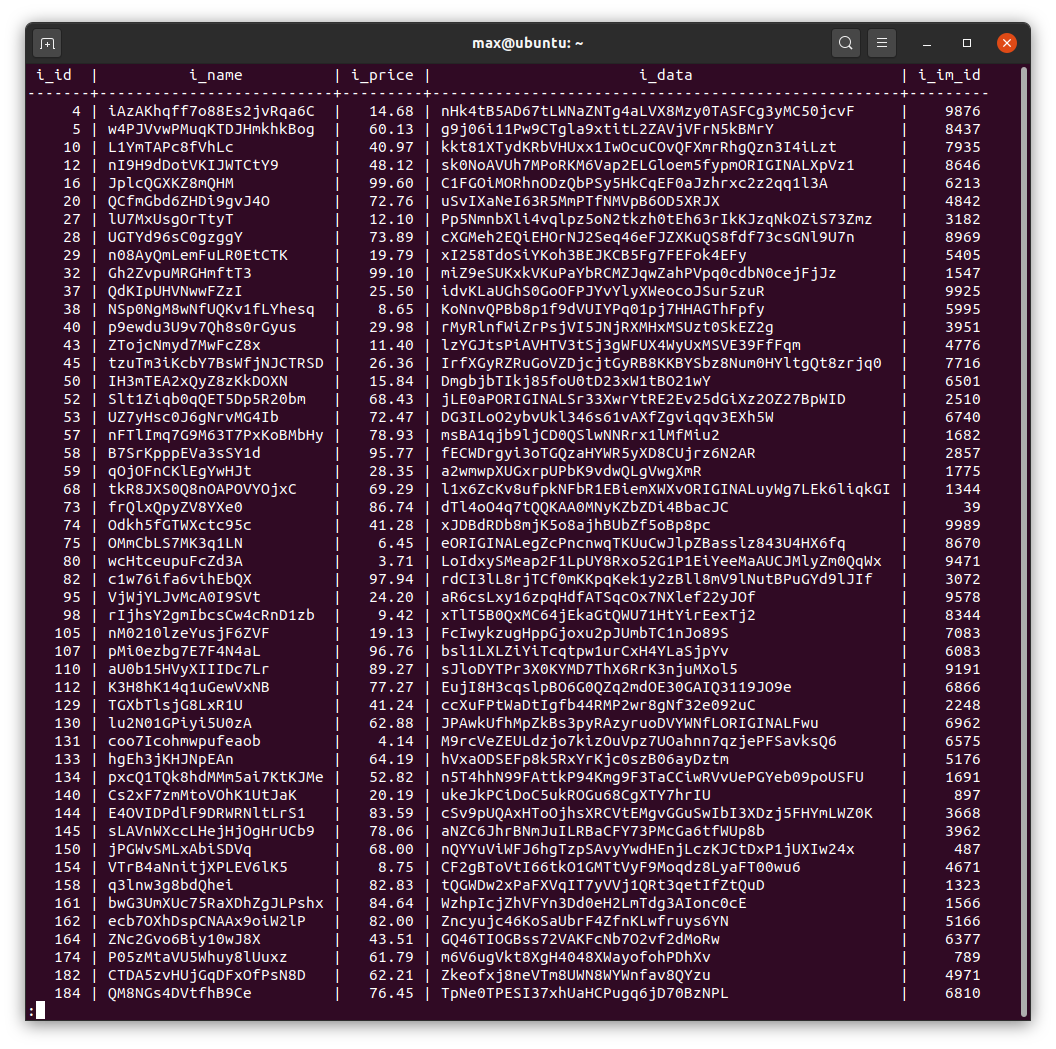 max@ubuntu: ~
i_id | i_name | i_price | i_data | i_im_id
-------+--------------------------+---------+----------------------------------------------------+---------
4 | iAzAKhqff7o88Es2jvRqa6C | 14.68 | nHk4tB5AD67tLWNaZNTg4aLVX8Mzy0TASFCg3yMC50jcvF | 9876
5 | w4PJVvwPMuqKTDJHmkhkBog | 60.13 | g9j06i11Pw9CTgla9xtitL2ZAVjVFrN5kBMrY | 8437
10 | L1YmTAPc8fVhLc | 40.97 | kkt81XTydKRbVHUxx1IwOcuCOvQFXmrRhgQzn3I4iLzt | 7935
12 | nI9H9dDotVKIJWTCtY9 | 48.12 | sk0NoAVUh7MPoRKM6Vap2ELGloem5fypmORIGINALXpVz1 | 8646
16 | JplcQGXKZ8mQHM | 99.60 | C1FGOiMORhnODzQbPSy5HkCqEF0aJzhrxc2z2qq1l3A | 6213
20 | QCfmGbd6ZHDi9gvJ4O | 72.76 | uSvIXaNeI63R5MmPTfNMVpB6OD5XRJX | 4842
27 | lU7MxUsgOrTtyT | 12.10 | Pp5NmnbXli4vqlpz5oN2tkzh0tEh63rIkKJzqNkOZiS73Zmz | 3182
28 | UGTYd96sC0gzggY | 73.89 | cXGMeh2EQiEHOrNJ2Seq46eFJZXKuQS8fdf73csGNl9U7n | 8969
29 | n08AyQmLemFuLR0EtCTK | 19.79 | xI258TdoSiYKoh3BEJKCB5Fg7FEFok4EFy | 5405
32 | Gh2ZvpuMRGHmftT3 | 99.10 | miZ9eSUKxkVKuPaYbRCMZJqwZahPVpq0cdbN0cejFjJz | 1547
37 | QdKIpUHVNwwFZzI | 25.50 | idvKLaUGhS0GoOFPJYvYlyXWeocoJSur5zuR | 9925
38 | NSp0NgM8wNfUQKv1fLYhesq | 8.65 | KoNnvQPBb8p1f9dVUIYPq01pj7HHAGThFpfy | 5995
40 | p9ewdu3U9v7Qh8s0rGyus | 29.98 | rMyRlnfWiZrPsjVI5JNjRXMHxMSUzt0SkEZ2g | 3951
43 | ZTojcNmyd7MwFcZ8x | 11.40 | lzYGJtsPiAVHTV3tSj3gWFUX4WyUxMSVE39FfFqm | 4776
45 | tzuTm3iKcbY7BsWfjNJCTRSD | 26.36 | IrfXGyRZRuGoVZDjcjtGyRB8KKBYSbz8Num0HYltgQt8zrjq0 | 7716
50 | IH3mTEA2xQyZ8zKkDOXN | 15.84 | DmgbjbTIkj85foU0tD23xW1tBO21wY | 6501
52 | Slt1Ziqb0qQET5Dp5R20bm | 68.43 | jLE0aPORIGINALSr33XwrYtRE2Ev25dGiXz2OZ27BpWID | 2510
53 | UZ7yHsc0J6gNrvMG4Ib | 72.47 | DG3ILoO2ybvUkl346s61vAXfZgviqqv3EXh5W | 6740
57 | nFTlImq7G9M63T7PxKoBMbHy | 78.93 | msBA1qjb9ljCD0QSlwNNRrx1lMfMiu2 | 1682
58 | B7SrKpppEVa3sSY1d | 95.77 | fECWDrgyi3oTGQzaHYWR5yXD8CUjrz6N2AR | 2857
59 | qOjOFnCKlEgYwHJt | 28.35 | a2wmwpXUGxrpUPbK9vdwQLgVwgXmR | 1775
68 | tkR8JXS0Q8nOAPOVYOjxC | 69.29 | l1x6ZcKv8ufpkNFbR1EBiemXWXvORIGINALuyWg7LEk6liqkGI | 1344
73 | frQlxQpyZV8YXe0 | 86.74 | dTl4oO4q7tQQKAA0MNyKZbZDi4BbacJC | 39
74 | Odkh5fGTWXctc95c | 41.28 | xJDBdRDb8mjK5o8ajhBUbZf5oBp8pc | 9989
75 | OMmCbLS7MK3q1LN | 6.45 | eORIGINALegZcPncnwqTKUuCwJlpZBasslz843U4HX6fq | 8670
80 | wcHtceupuFcZd3A | 3.71 | LoIdxySMeap2F1LpUY8Rxo52G1P1EiYeeMaAUCJMlyZm0QqWx | 9471
82 | c1w76ifa6vihEbQX | 97.94 | rdCI3lL8rjTCf0mKKpqKek1y2zBll8mV9lNutBPuGYd9lJIf | 3072
95 | VjWjYLJvMcA0I9SVt | 24.20 | aR6csLxy16zpqHdfATSqcOx7NXlef22yJOf | 9578
98 | rIjhsY2gmIbcsCw4cRnD1zb | 9.42 | xTlT5B0QxMC64jEkaGtQWU71HtYirEexTj2 | 8344
105 | nM0210lzeYusjF6ZVF | 19.13 | FcIwykzugHppGjoxu2pJUmbTC1nJo89S | 7083
107 | pMi0ezbg7E7F4N4aL | 96.76 | bsl1LXLZiYiTcqtpw1urCxH4YLaSjpYv | 6083
110 | aU0b15HVyXIIIDc7Lr | 89.27 | sJloDYTPr3X0KYMD7ThX6RrK3njuMXol5 | 9191
112 | K3H8hK14q1uGewVxNB | 77.27 | EujI8H3cqslpBO6G0QZq2mdOE30GAIQ3119JO9e | 6866
129 | TGXbTlsjG8LxR1U | 41.24 | ccXuFPtWaDtIgfb44RMP2wr8gNf32e092uC | 2248
130 | lu2N01GPiyi5U0zA | 62.88 | JPAwkUfhMpZkBs3pyRAzyruoDVYWNfLORIGINALFwu | 6962
131 | coo7Icohmwpufeaob | 4.14 | M9rcVeZEULdzjo7kizOuVpz7UOahnn7qzjePFSavksQ6 | 6575
133 | hgEh3jKHJNpEAn | 64.19 | hVxaODSEFp8k5RxYrKjc0szB06ayDztm | 5176
134 | pxcQ1TQk8hdMMm5ai7KtKJMe | 52.82 | n5T4hhN99FAttkP94Kmg9F3TaCCiwRVvUePGYeb09poUSFU | 1691
140 | Cs2xF7zmMtoVOhK1UtJaK | 20.19 | ukeJkPCiDoC5ukROGu68CgXTY7hrIU | 897
144 | E4OVIDPdlF9DRWRNltLrS1 | 83.59 | cSv9pUQAxHToOjhsXRCVtEMgvGGuSwIbI3XDzj5FHYmLWZ0K | 3668
145 | sLAVnWXccLHejHjOgHrUCb9 | 78.06 | aNZC6JhrBNmJuILRBaCFY73PMcGa6tfWUp8b | 3962
150 | jPGWvSMLxAbiSDVq | 68.00 | nQYYuViWFJ6hgTzpSAvyYwdHEnjLczKJCtDxP1jUXIw24x | 487
154 | VTrB4aNnitjXPLEV6lK5 | 8.75 | CF2gBToVtI66tkO1GMTtVyF9Moqdz8LyaFT00wu6 | 4671
158 | q3lnw3g8bdQhei | 82.83 | tQGWDw2xPaFXVqIT7yVVj1QRt3qetIfZtQuD | 1323
161 | bwG3UmXUc75RaXDhZgJLPshx | 84.64 | WzhpIcjZhVFYn3Dd0eH2LmTdg3AIonc0cE | 1566
162 | ecb7OXhDspCNAAx9oiW2lP | 82.00 | Zncyujc46KoSaUbrF4ZfnKLwfruys6YN | 5166
164 | ZNc2Gvo6Biy10wJ8X | 43.51 | GQ46TIOGBss72VAKFcNb7O2vf2dMoRw | 6377
174 | P05zMtaVU5Whuy8lUuxz | 61.79 | m6V6ugVkt8XgH4048XWayofohPDhXv | 789
182 | CTDA5zvHUjGqDFxOfPsN8D | 62.21 | Zkeofxj8neVTm8UWN8WYWnfav8QYzu | 4971
184 | QM8NGs4DVtfhB9Ce | 76.45 | TpNe0TPESI37xhUaHCPugq6jD70BzNPL | 6810
: